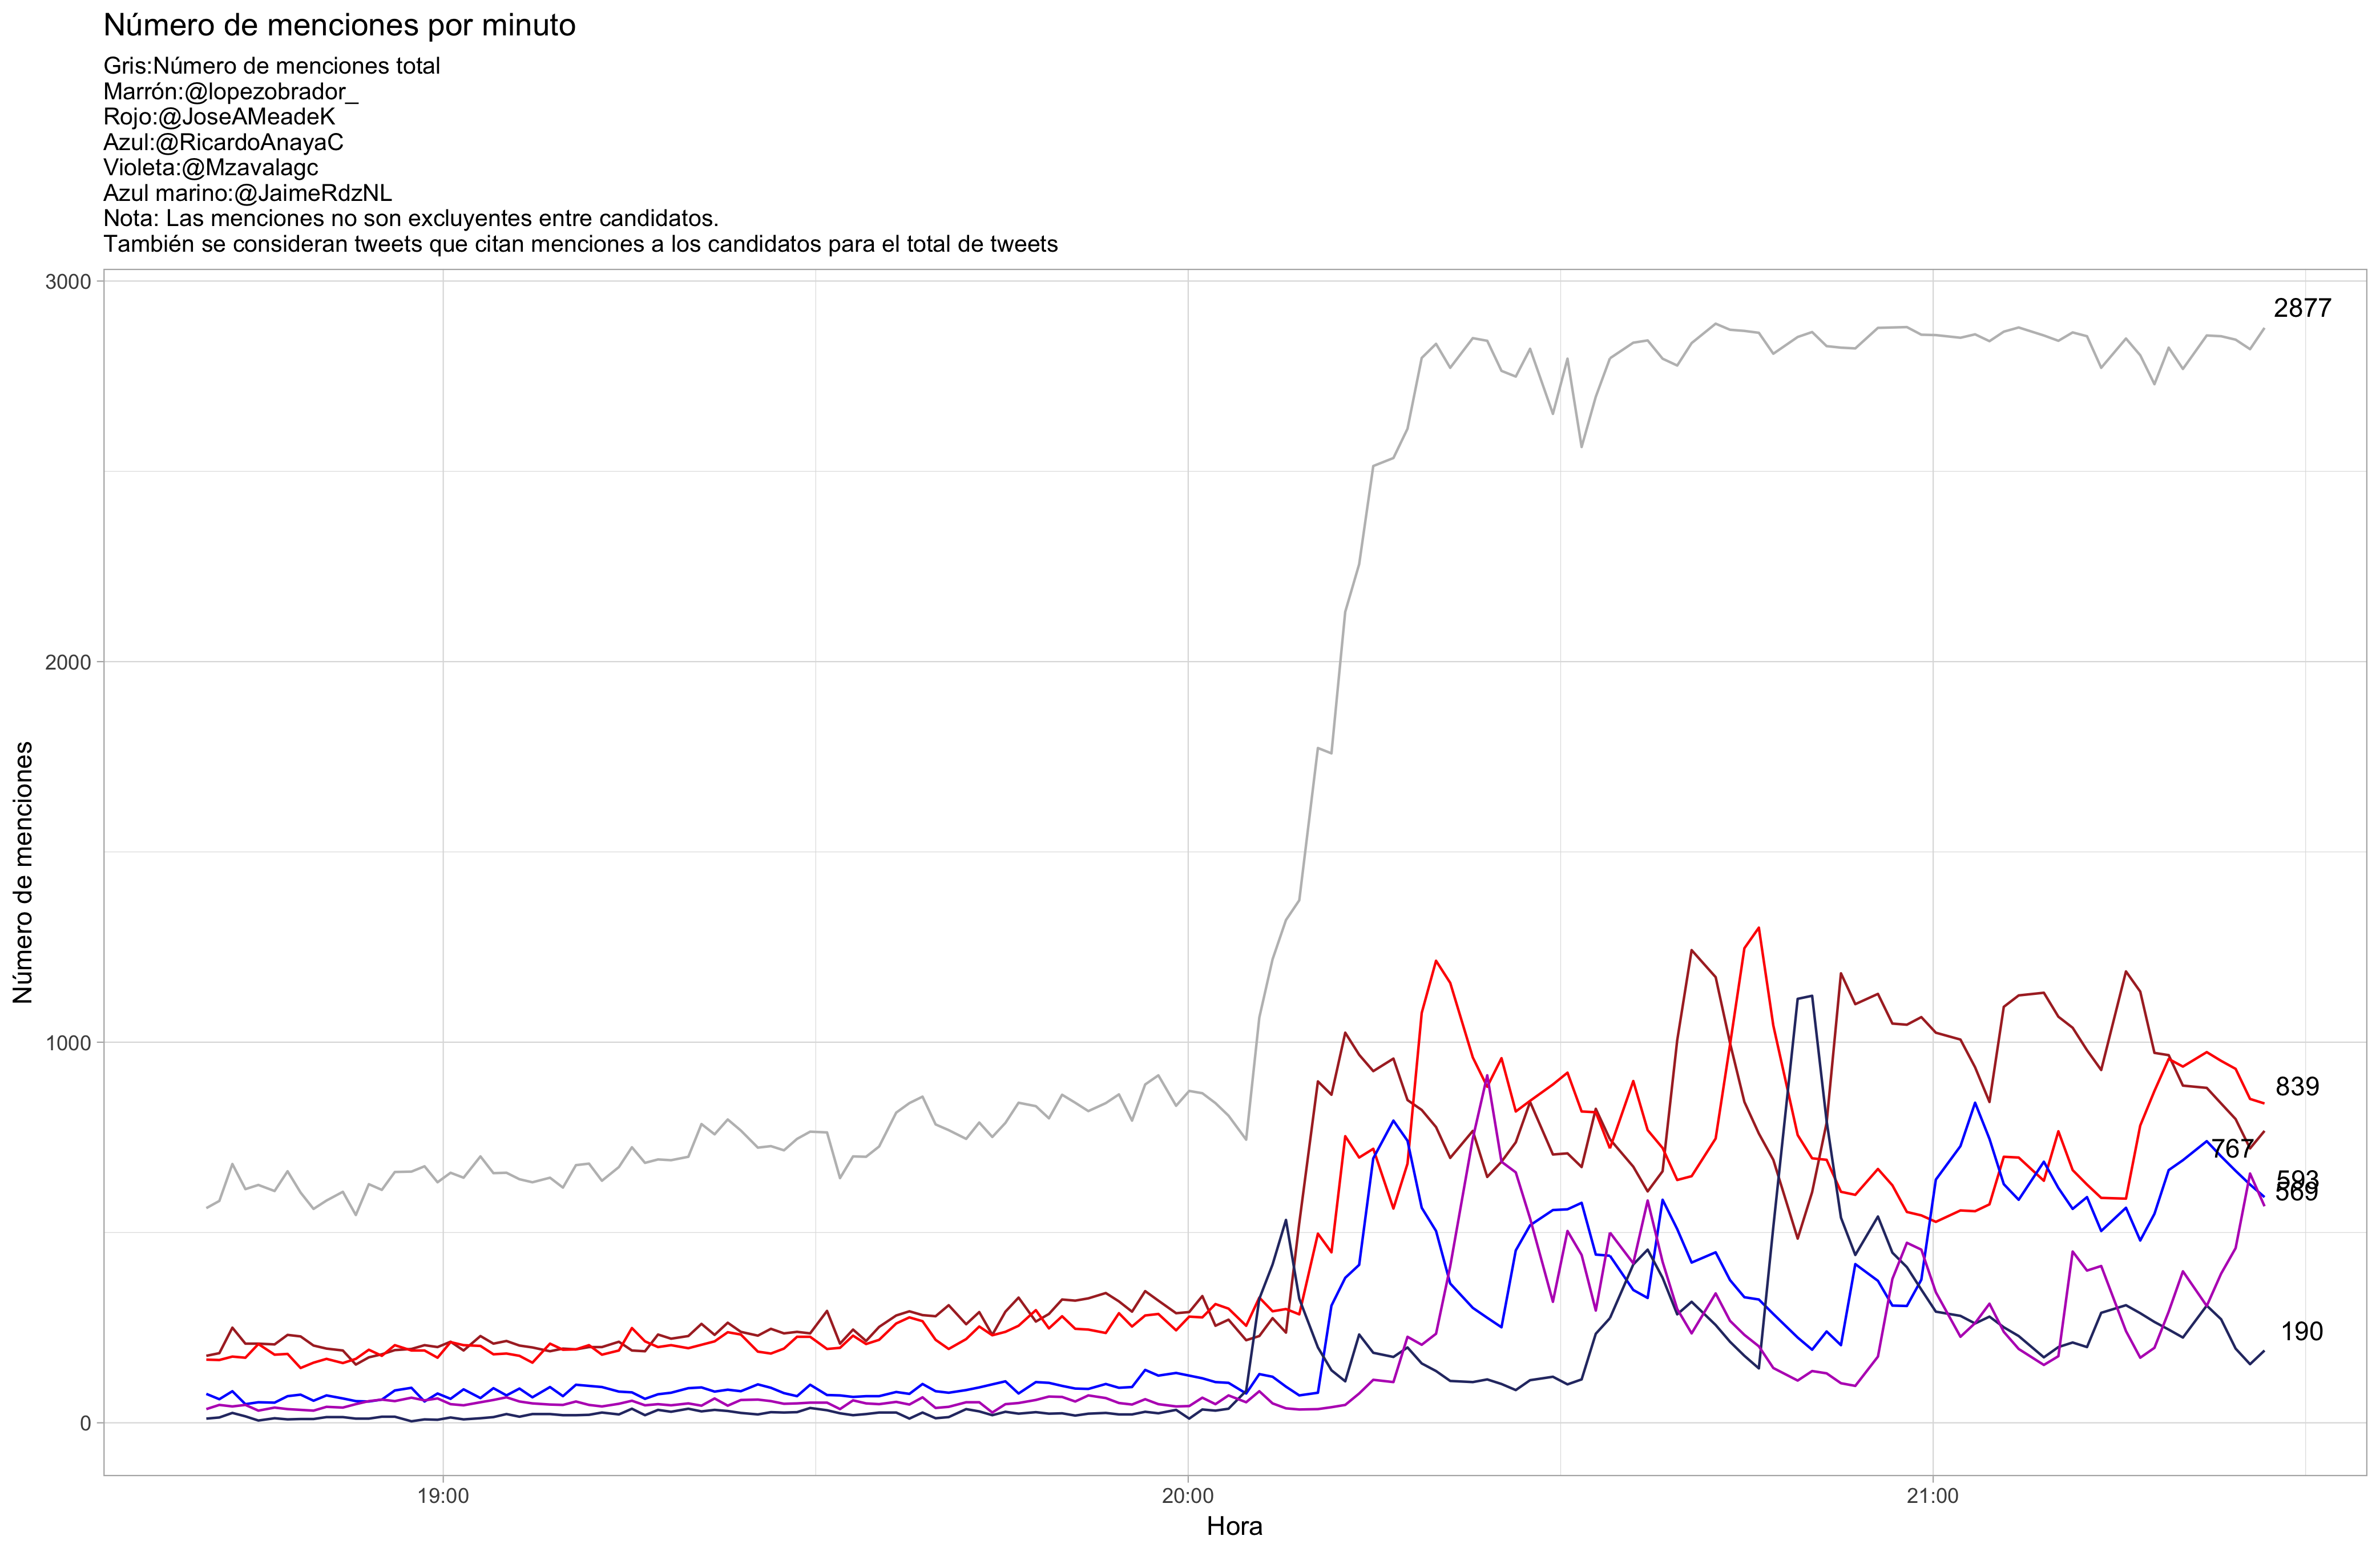 Número de menciones por minuto
Gris:Número de menciones total
Marrón:@lopezobrador_
Rojo:@JoseAMeadeK
Azul:@RicardoAnayaC
Violeta:@Mzavalagc
Azul marino:@JaimeRdzNL
Nota: Las menciones no son excluyentes entre candidatos.
También se consideran tweets que citan menciones a los candidatos para el total de tweets
3000
2877
2000
Número de menciones
1000
839
767
593
569
190
0
19:00
20:00
21:00
Hora